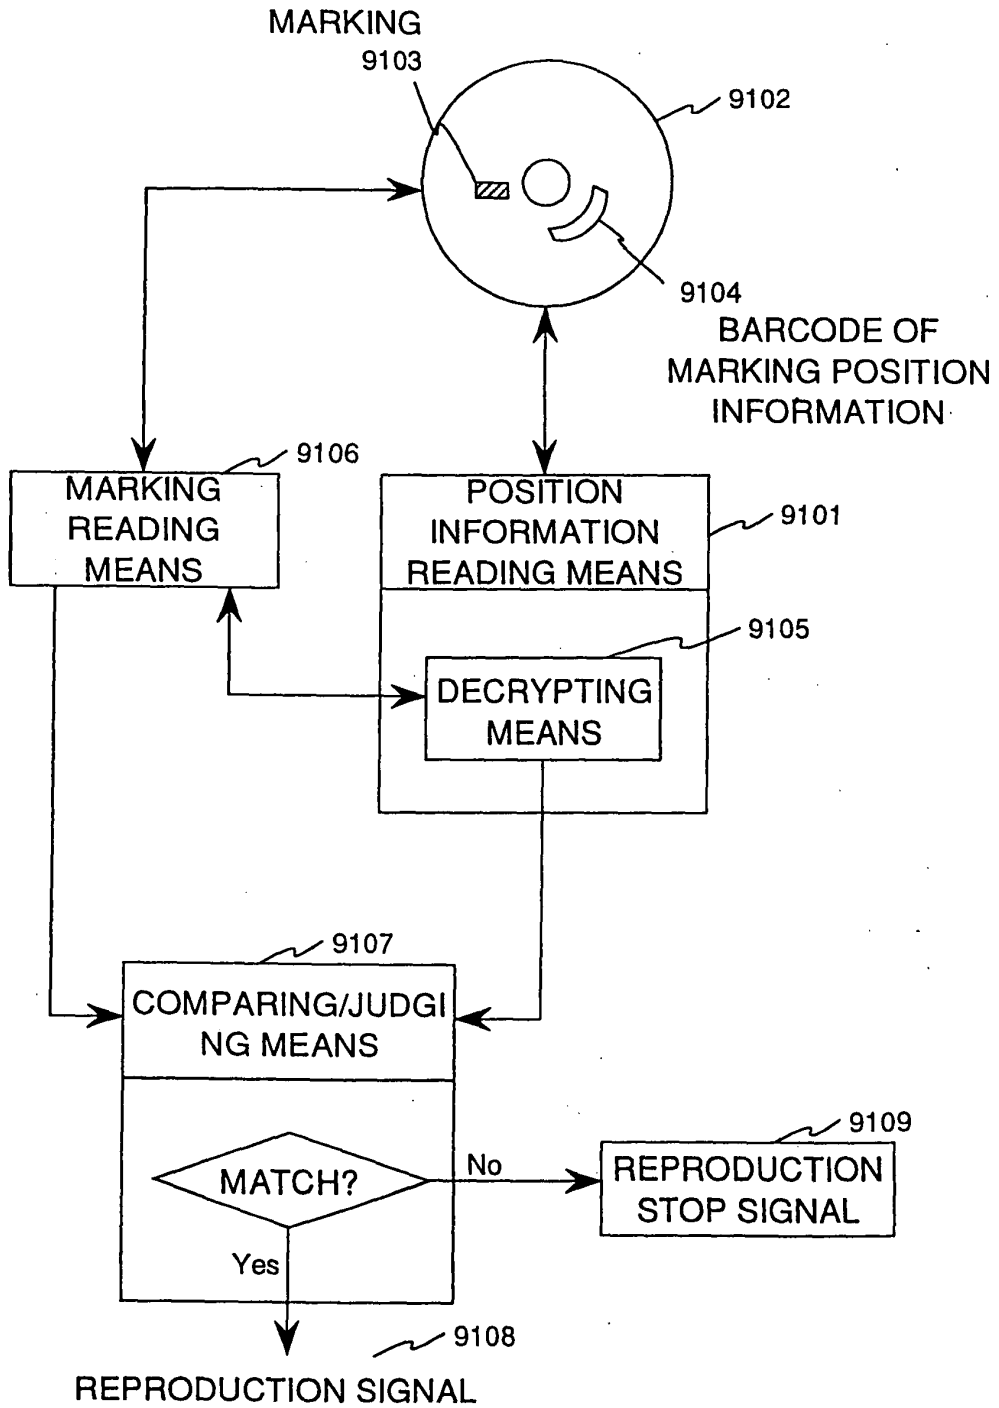 MARKING
9103
9102
9104
BARCODE OF
MARKING POSITION
INFORMATION
9106
MARKING
READING
MEANS
POSITION
INFORMATION
READING MEANS
9101
9105
DECRYPTING
MEANS
9107
COMPARING/JUDGI
NG MEANS
MATCH?
No
Yes
9109
REPRODUCTION
STOP SIGNAL
9108
REPRODUCTION SIGNAL